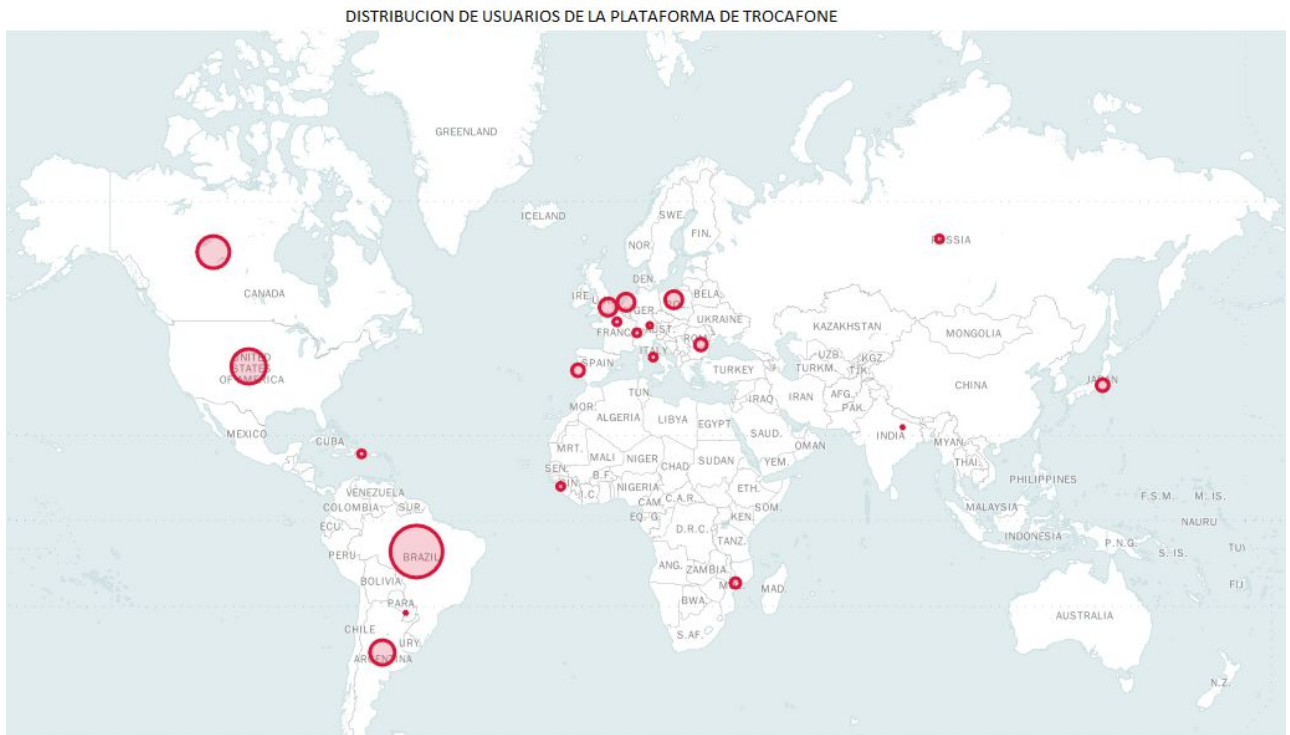 DISTRIBUCION DE USUARIOS DE LA PLATAFORMA DE TROCAFONE
GREENLAND
ICELAND
SWE.
FIN.
NOR.
RUSSIA
DEN.
CANADA
IRE.
BELA.
GER.
UKRAINE
KAZAKHSTAN
MONGOLIA
FRANCE
AUST.
ROM.
UNITED
STATES
OF AMERICA
SPAIN
ITALY
UZB.
KGZ.
TURKEY
TURKM.
TJK.
CHINA
JAPAN
TUN.
MOR.
IRAQ
IRAN
AFG.
PAK.
ALGERIA
LIBYA
EGYPT
MEXICO
CUBA
SAUD.
INDIA
OMAN
MYAN.
MRT.
MALI
NIGER
CHAD
SUDAN
YEM.
THAI.
SEN.
B.F.
PHILIPPINES
VENEZUELA
GIN.
I.C.
NIGERIA
CAM.
C.A.R.
ETH.
SOM.
F.S.M.
M. IS.
COLOMBIA
SUR.
MALAYSIA
EQ. G.
KEN.
NAURU
ECU.
D.R.C.
TANZ.
INDONESIA
P.N.G.
S. IS.
TUV
PERU
BRAZIL
ANG.
ZAMBIA
BOLIVIA
MAD.
FIJ
PARA.
BWA.
AUSTRALIA
CHILE
URY.
S.AF.
ARGENTINA
N.Z.